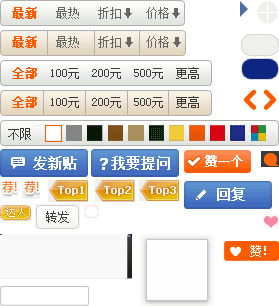 最新 最热 折扣 价格
最新 最热 折扣 价格
全部 100元 200元 500元 更高
全部 100元 200元 500元 更高
不限
发新贴 ?我要提问 赞一个
荐! 荐! Top1 Top2 Top3 回复
达人 转发
赞!